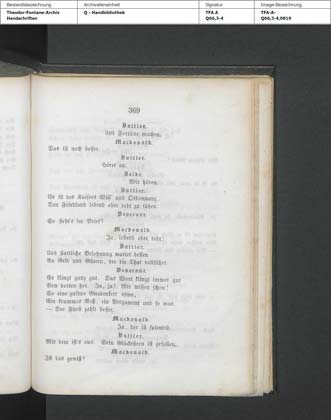 Bestandsbezeichnung
Archivalieneinheit
Signatur
Image-Bezeichnung
Theodor-Fontane-Archiv
Handschriften
Q - Handbibliothek
TFA A
Q66,3-4
TFA-A-
Q66,3-4,0819
369
Buttler.
und Fortüne machen.
Macdonald.
Das ist noch besser.
Buttler.
Höret an.
Beide.
Wir hören.
Buttler.
Es ist des Kaisers Will' und Ordonnanz,
Den Friedland lebend oder todt zu fahen.
Deveroux.
So steht's im Brief!
Macdonald.
Ja, lebend oder todt!
Buttler.
Und stattliche Belohnung wartet dessen
An Geld und Gütern, der die That vollführt.
Deveroux.
Es klingt ganz gut. Das Wort klingt immer gut
Von dorten her. Ja, ja! Wir wissen schon!
So eine guldne Gnadenkett' etwa,
Ein krummes Roß, ein Pergament und so was.
— Der Fürst zahlt besser.
Macdonald.
Ja, der ist splendid.
Buttler.
Mit dem ist's aus. Sein Glücksstern ist gefallen.
Macdonald.
Ist das gewiß?